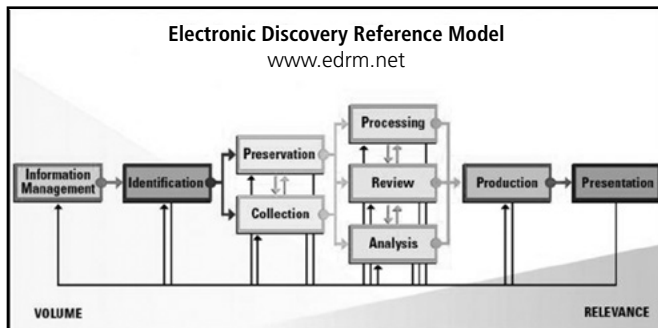 Electronic Discovery Reference Model
www.edrm.net
Processing
Preservation
Information
Management
Identification
Review
Production
Presentation
Collection
Analysis
VOLUME
RELEVANCE